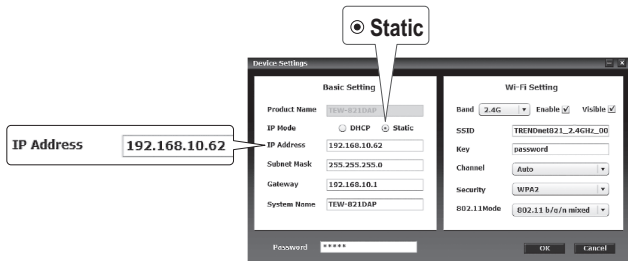 Static
Device Settings
Basic Setting
Product Name TEW-821DAP
IP Mode DHCP Static
IP Address 192.168.10.62
IP Address 192.168.10.62
Subnet Mask 255.255.255.0
Gateway 192.168.10.1
System Name TEW-821DAP
Wi-Fi Setting
Band 2.4G Enable Visible
SSID TRENDnet821_2.4GHz_00
Key password
Channel Auto
Security WPA2
802.11Mode 802.11 b/g/n mixed
Password *****
OK Cancel